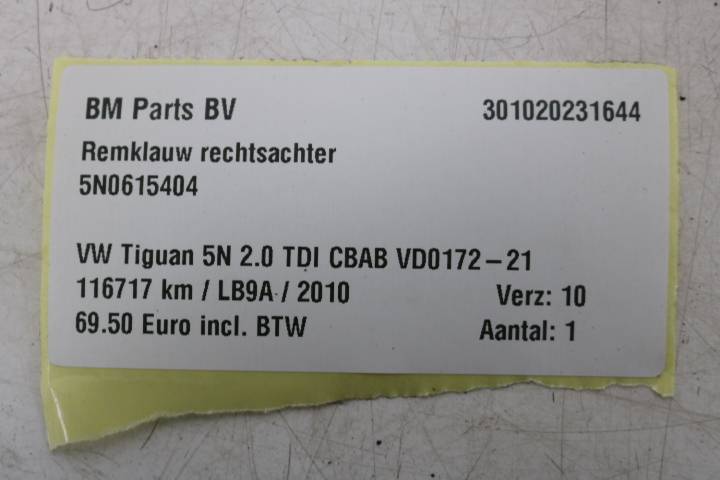 BM Parts BV 301020231644
Remklauw rechtsachter
5N0615404
VW Tiguan 5N 2.0 TDI CBAB VD0172-21
116717 km / LB9A / 2010 Verz: 10
69.50 Euro incl. BTW Aantal: 1